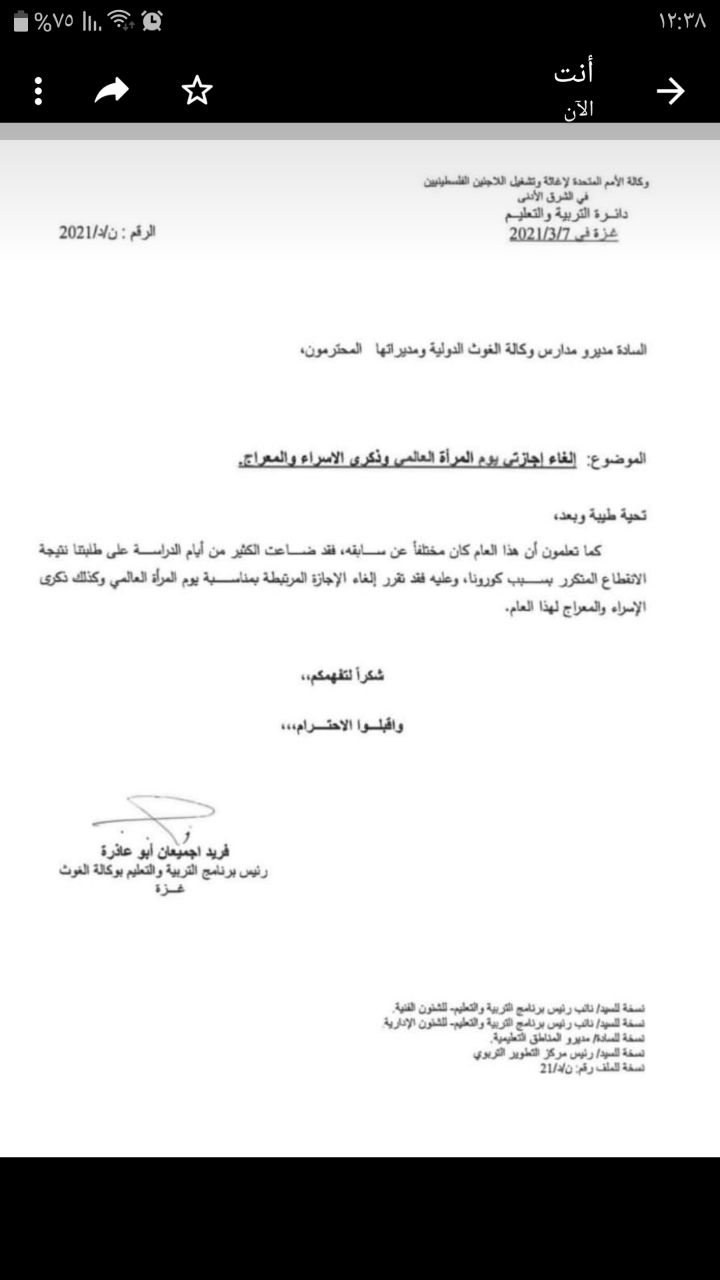 ١٢:٣٨
%٧٥
أنت
الآن
وكالة الأمم المتحدة لإغاثة وتشغيل اللاجئين الفلسطينيين
في الشرق الأدنى
دائـرة التربية والتعليـم
غـزة في 2021/3/7
الرقم : ن/د/2021
السادة مديرو مدارس وكالة الغوث الدولية ومديراتها المحترمون،
الموضوع: إلغاء إجازتي يوم المرأة العالمي وذكرى الاسراء والمعراج.
تحية طيبة وبعد،
كما تعلمون أن هذا العام كان مختلفاً عن سـابقه، فقد ضـاعت الكثير من أيام الدراسـة على طلبتنا نتيجة
الانقطاع المتكرر بسـبب كورونا، وعليه فقد تقرر إلغاء الإجازة المرتبطة بمناسـبة يوم المرأة العالمي وكذلك ذكرى
الإسراء والمعراج لهذا العام.
شكراً لتفهمكم،،
واقبلـوا الاحتـرام،،،
فريد اجميعان أبو عاذرة
رئيس برنامج التربية والتعليم بوكالة الغوث
غـزة
نسخة للسيد/ نائب رئيس برنامج التربية والتعليم- للشئون الفنية.
نسخة للسيد/ نائب رئيس برنامج التربية والتعليم- للشئون الإدارية.
نسخة للسادة/ مديرو المناطق التعليمية.
نسخة للسيد/ رئيس مركز التطوير التربوي
نسخة للملف رقم: ن/د/21